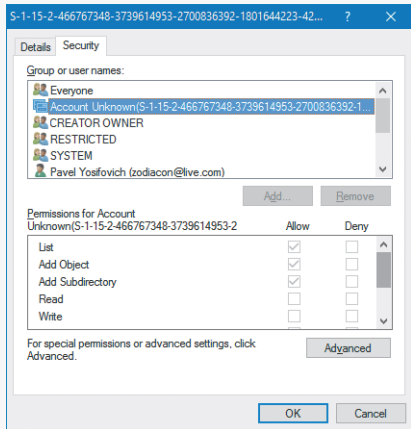 S-1-15-2-466767348-3739614953-2700836392-1801644223-42...
Details Security
Group or user names:
Everyone
Account Unknown(S-1-15-2-466767348-3739614953-2700836392-1...
CREATOR OWNER
RESTRICTED
SYSTEM
Pavel Yosifovich (zodiacon@live.com)
Add... Remove
Permissions for Account
Unknown(S-1-15-2-466767348-3739614953-2 Allow Deny
List
Add Object
Add Subdirectory
Read
Write
For special permissions or advanced settings, click
Advanced. Advanced
OK Cancel